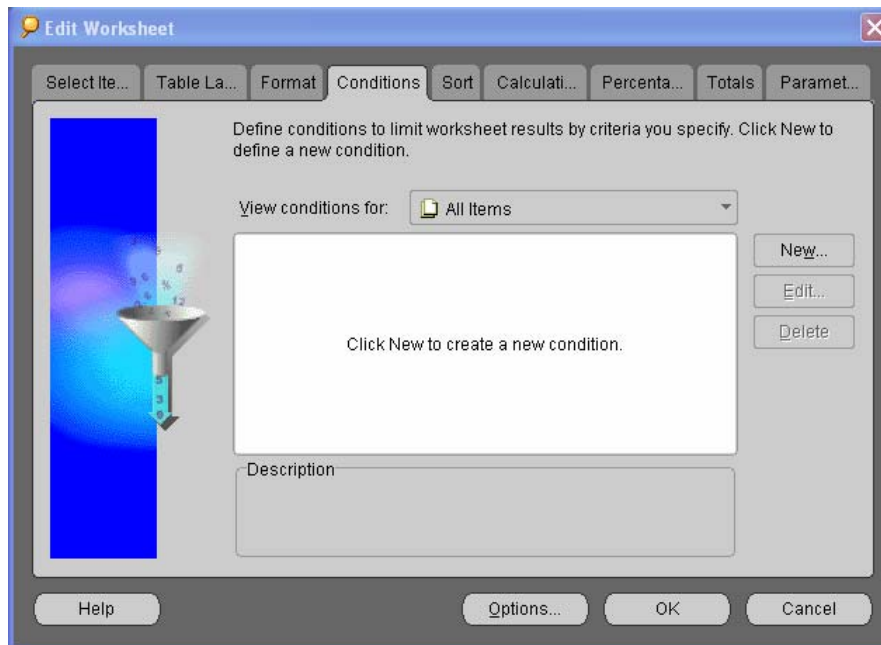 Edit Worksheet
Select Ite... Table La... Format Conditions Sort Calculati... Percenta... Totals Paramet...
Define conditions to limit worksheet results by criteria you specify. Click New to
define a new condition.
View conditions for: All Items
New...
Edit...
Delete
Click New to create a new condition.
Description
Help Options... OK Cancel